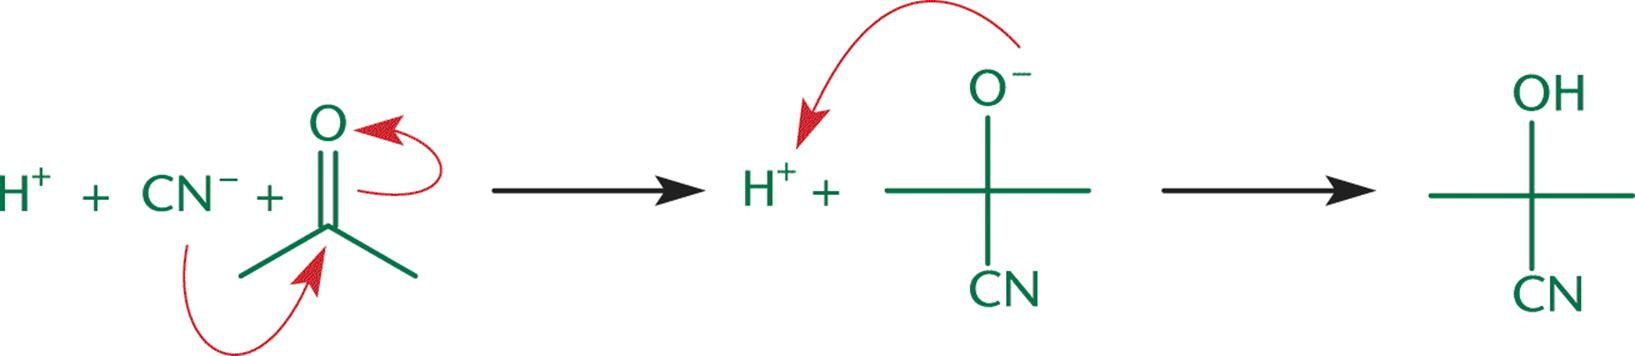 H⁺ + CN⁻ + O
H⁺ + O⁻ CN
OH CN